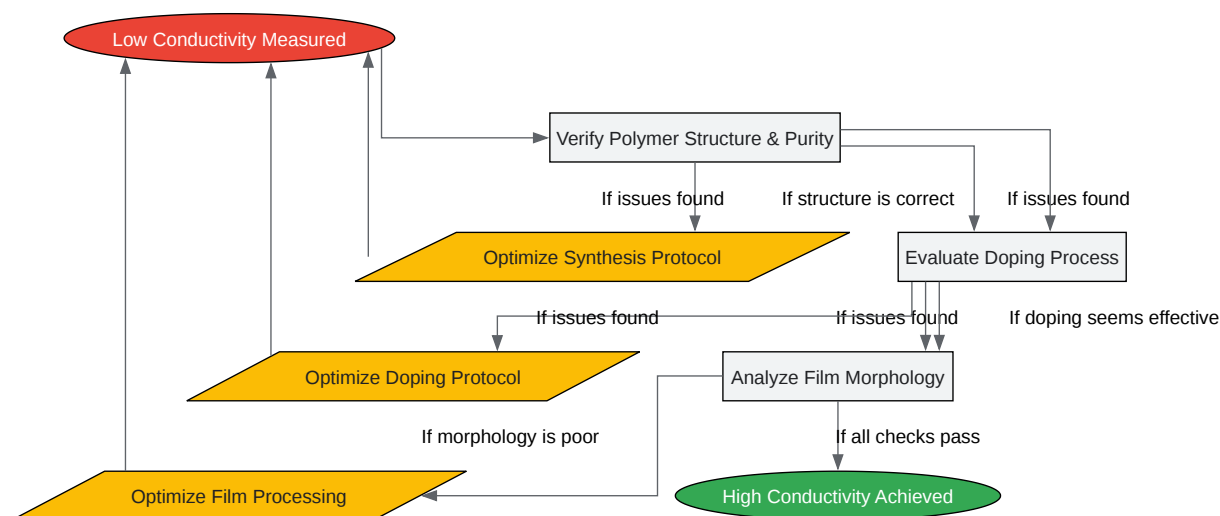 Low Conductivity Measured
Verify Polymer Structure & Purity
If issues found
If structure is correct
If issues found
Optimize Synthesis Protocol
Evaluate Doping Process
If issues found
If issues found
If doping seems effective
Optimize Doping Protocol
Analyze Film Morphology
If morphology is poor
If all checks pass
Optimize Film Processing
High Conductivity Achieved